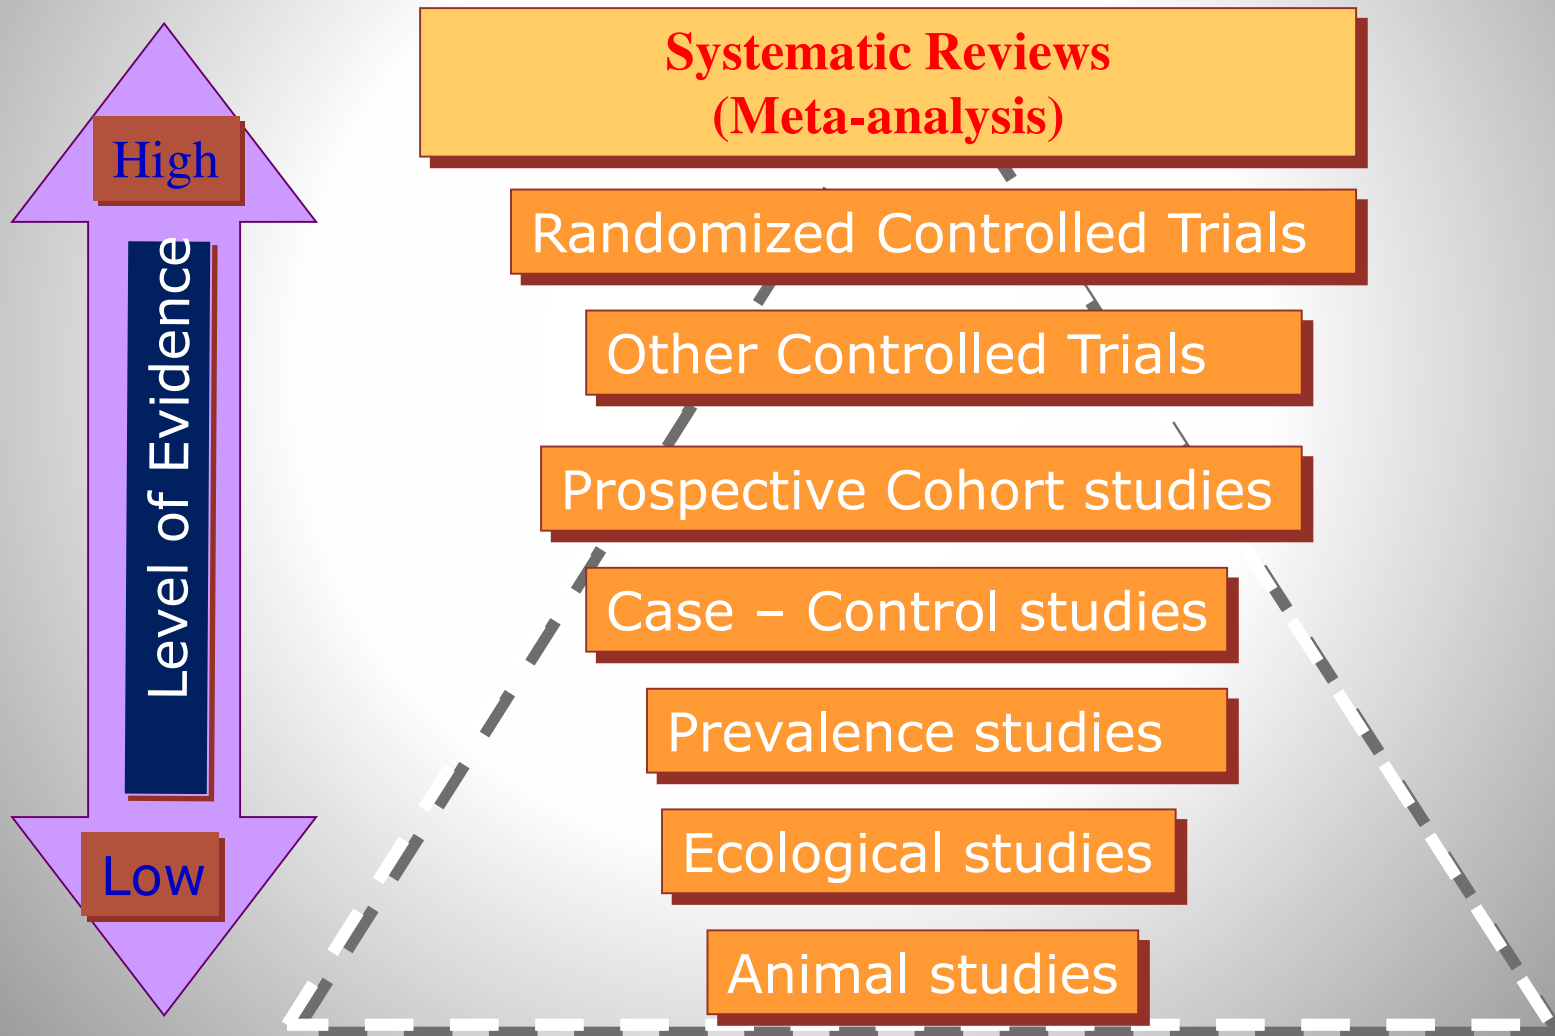 Systematic Reviews
(Meta-analysis)
High
Randomized Controlled Trials
Level of Evidence
Other Controlled Trials
Prospective Cohort studies
Case – Control studies
Prevalence studies
Ecological studies
Low
Animal studies